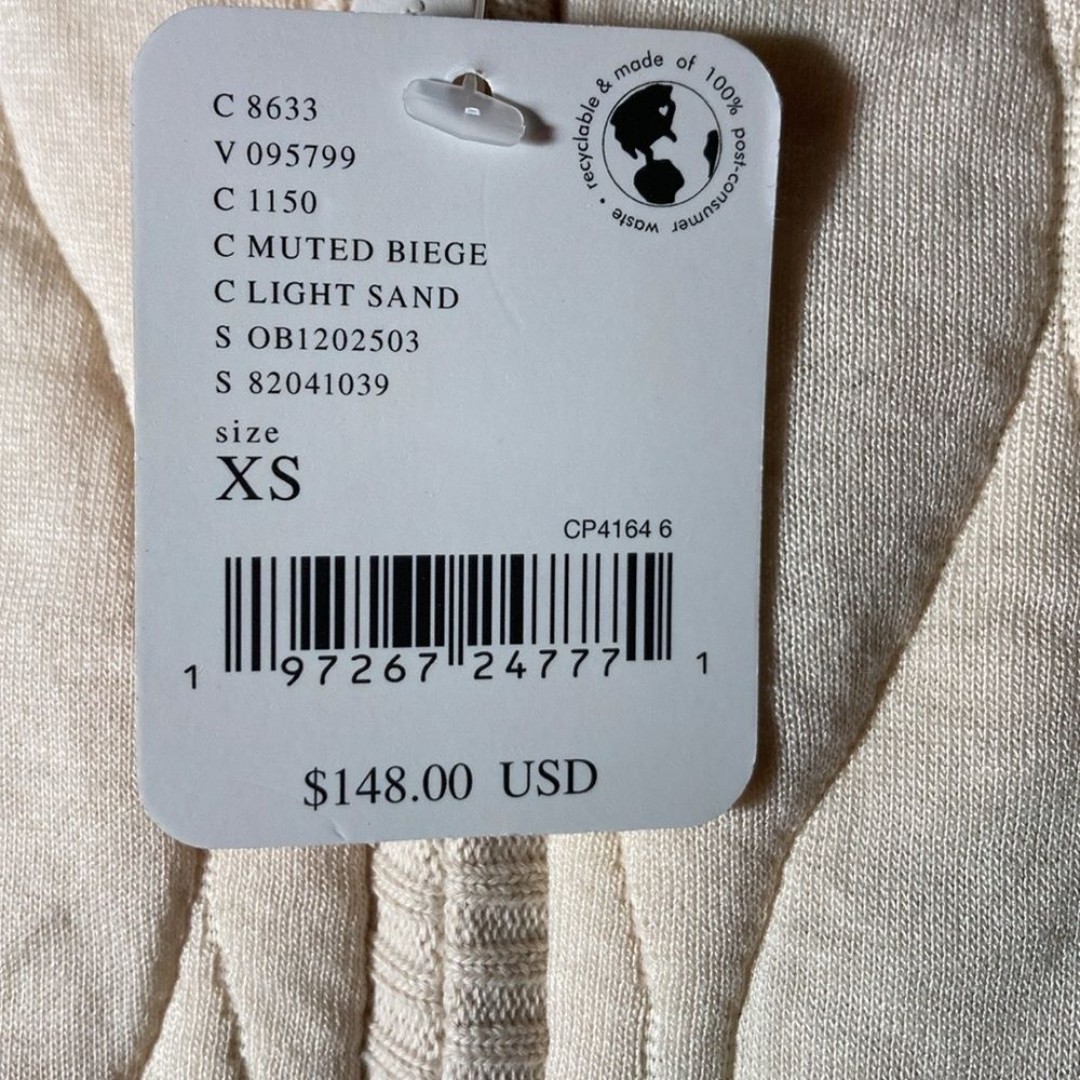 recyclable & made of 100% post-consumer waste •
C 8633
V 095799
C 1150
C MUTED BIEGE
C LIGHT SAND
S OB1202503
S 82041039
size
XS
CP4164 6
1 97267 24777 1
$148.00 USD